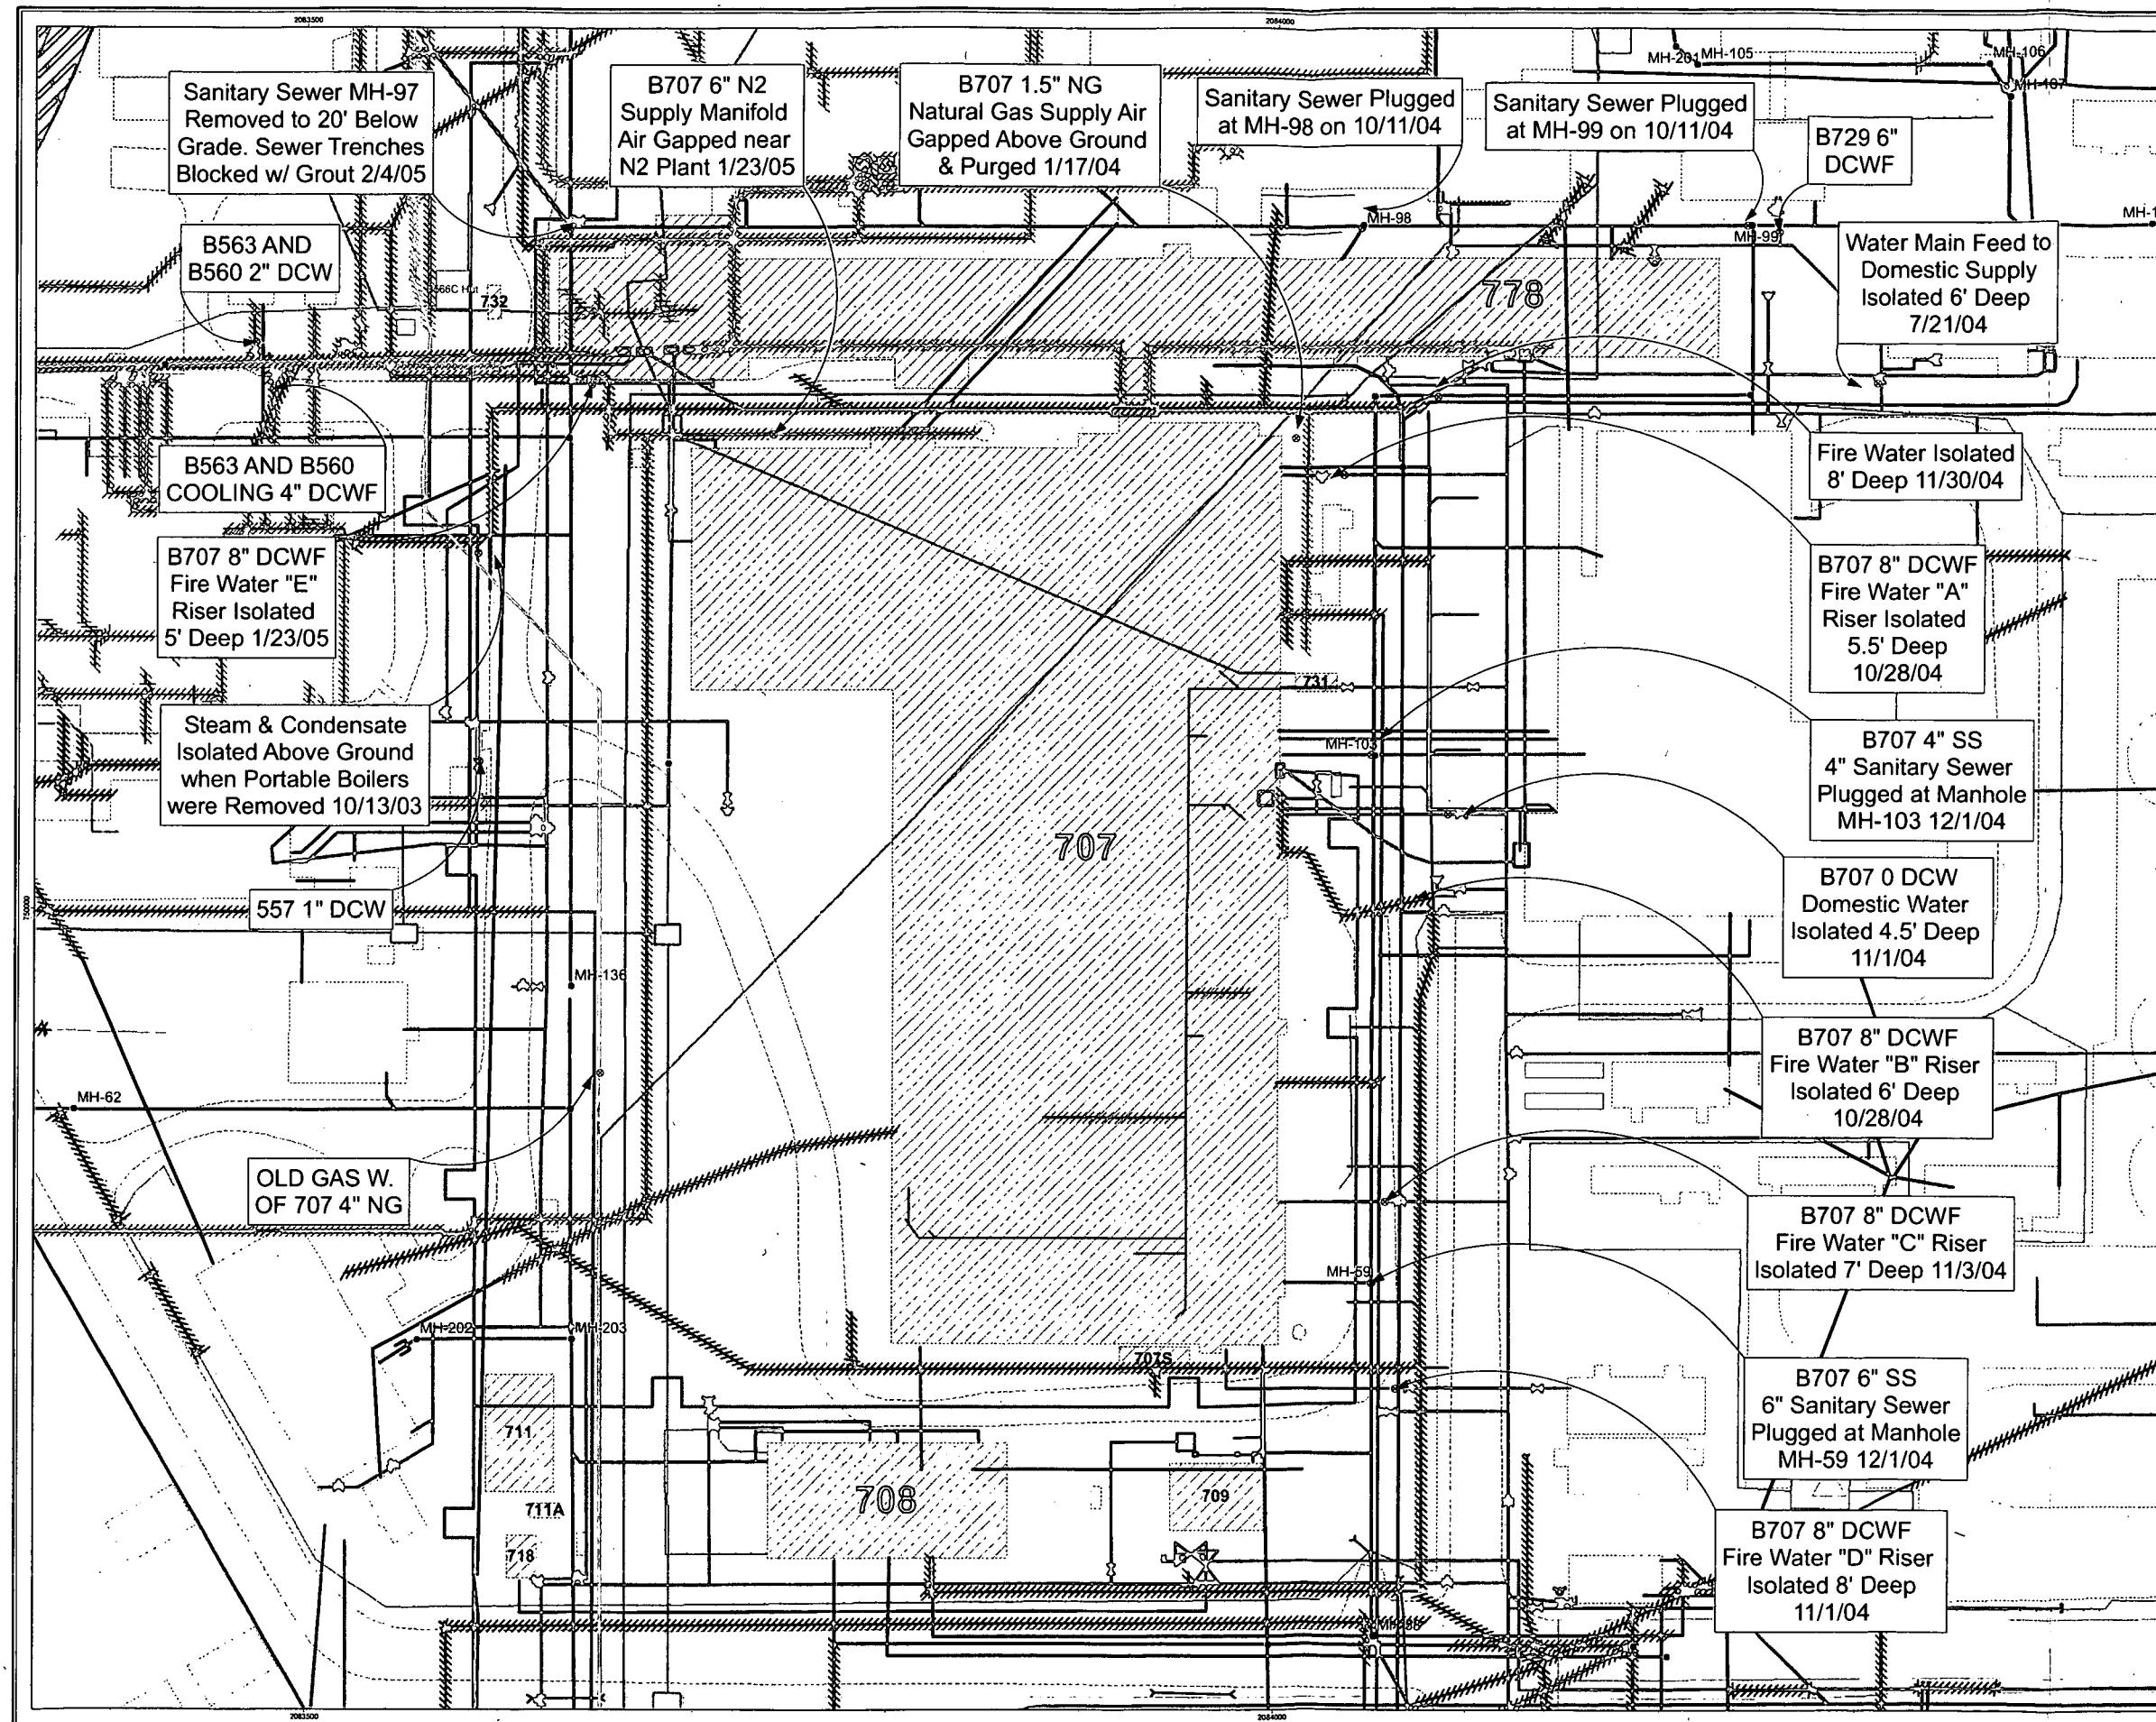 2083500
2084000
MH-201
MH-105
MH-106
MH-107
Sanitary Sewer MH-97
Removed to 20' Below
Grade. Sewer Trenches
Blocked w/ Grout 2/4/05
B707 6" N2
Supply Manifold
Air Gapped near
N2 Plant 1/23/05
B707 1.5" NG
Natural Gas Supply Air
Gapped Above Ground
& Purged 1/17/04
Sanitary Sewer Plugged
at MH-98 on 10/11/04
Sanitary Sewer Plugged
at MH-99 on 10/11/04
B729 6"
DCWF
MH-98
MH-99
MH-1
B563 AND
B560 2" DCW
Water Main Feed to
Domestic Supply
Isolated 6' Deep
7/21/04
732
778
B563 AND B560
COOLING 4" DCWF
Fire Water Isolated
8' Deep 11/30/04
B707 8" DCWF
Fire Water "E"
Riser Isolated
5' Deep 1/23/05
B707 8" DCWF
Fire Water "A"
Riser Isolated
5.5' Deep
10/28/04
731
Steam & Condensate
Isolated Above Ground
when Portable Boilers
were Removed 10/13/03
MH-103
B707 4" SS
4" Sanitary Sewer
Plugged at Manhole
MH-103 12/1/04
707
557 1" DCW
750000
B707 0 DCW
Domestic Water
Isolated 4.5' Deep
11/1/04
MH-136
B707 8" DCWF
Fire Water "B" Riser
Isolated 6' Deep
10/28/04
MH-62
OLD GAS W.
OF 707 4" NG
B707 8" DCWF
Fire Water "C" Riser
Isolated 7' Deep 11/3/04
MH-59
MH-202
MH-203
707S
B707 6" SS
6" Sanitary Sewer
Plugged at Manhole
MH-59 12/1/04
711
711A
708
709
718
B707 8" DCWF
Fire Water "D" Riser
Isolated 8' Deep
11/1/04
2083500
2084000